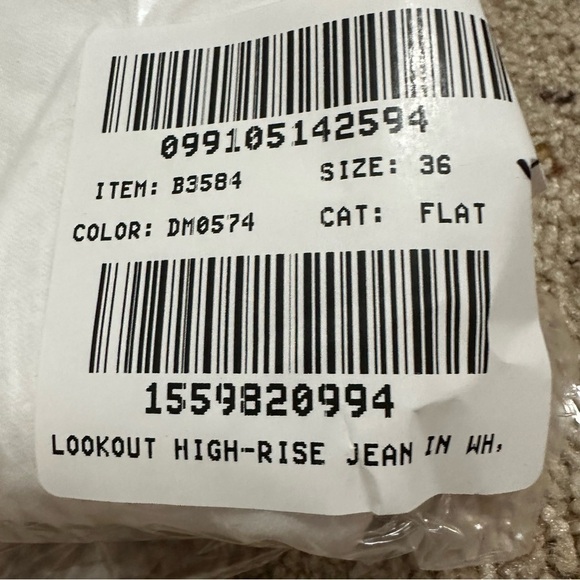 099105142594
ITEM: B3584 SIZE: 36
COLOR: DM0574 CAT: FLAT
1559820994
LOOKOUT HIGH-RISE JEAN IN WH,